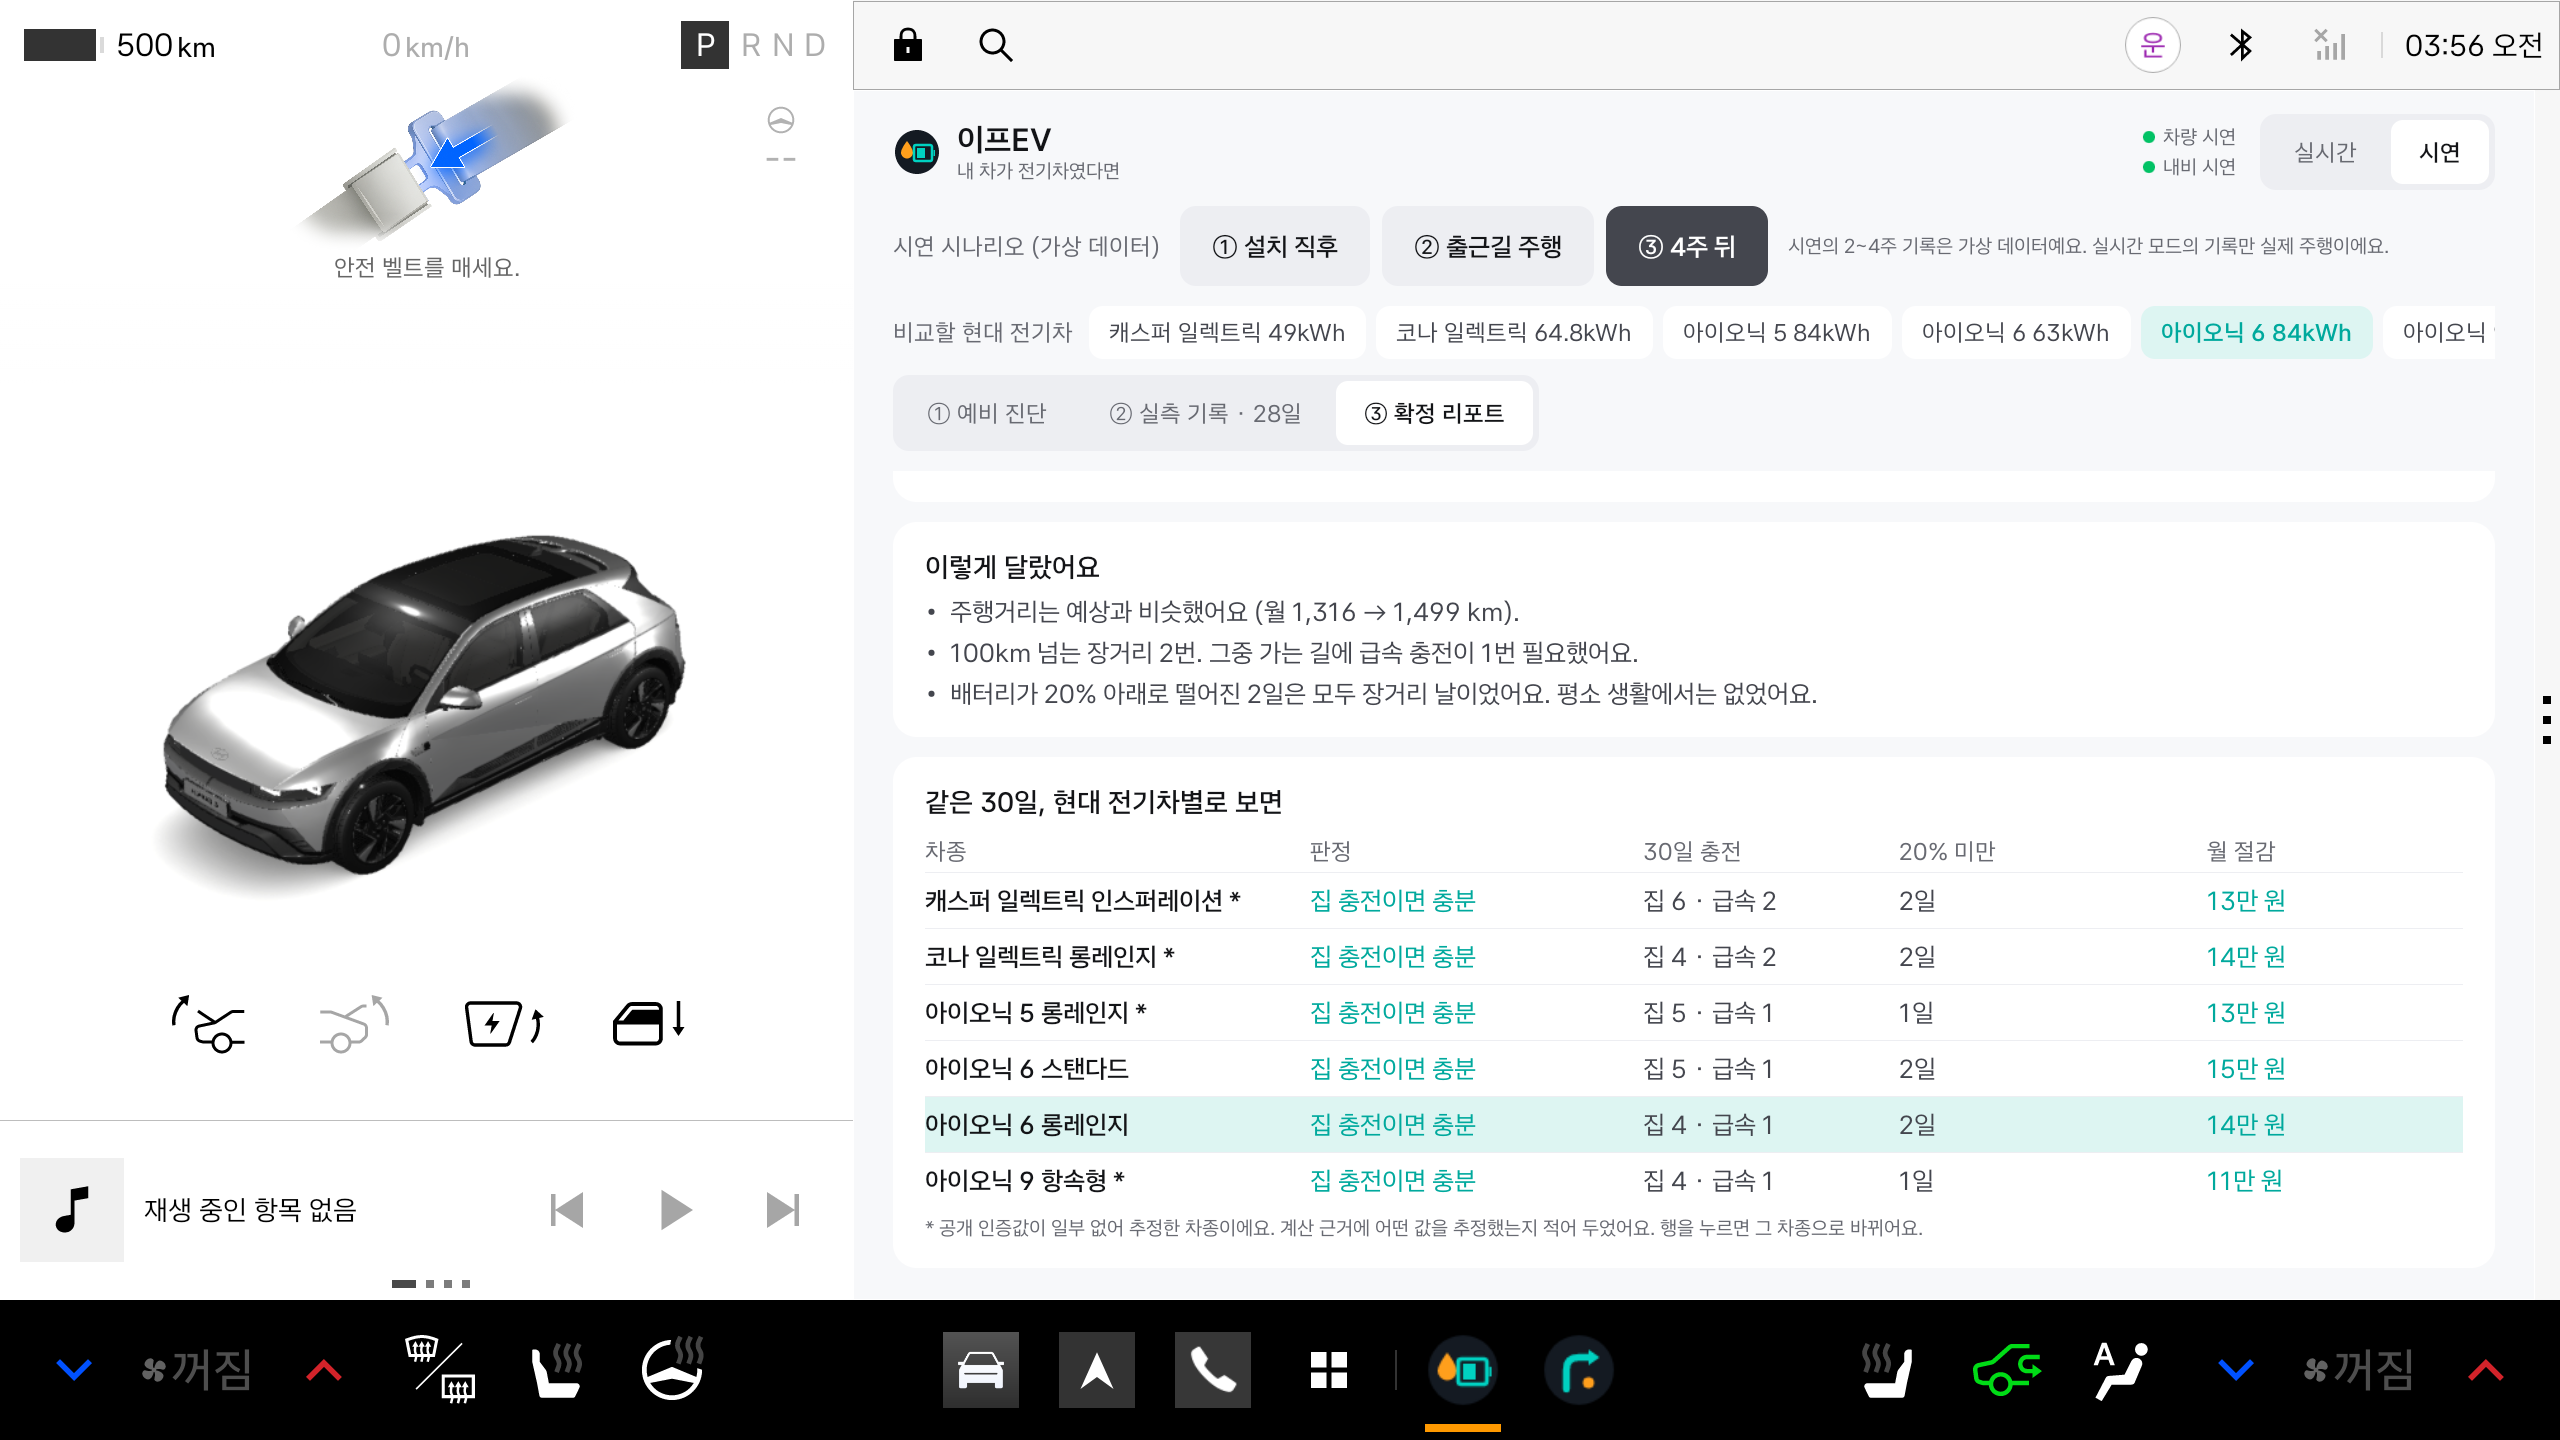 500 km
0 km/h
P R N D
운
03:56 오전
안전 벨트를 매세요.
재생 중인 항목 없음
이프EV
내 차가 전기차였다면
차량 시연
내비 시연
실시간
시연
시연 시나리오 (가상 데이터)
① 설치 직후
② 출근길 주행
③ 4주 뒤
시연의 2~4주 기록은 가상 데이터예요. 실시간 모드의 기록만 실제 주행이에요.
비교할 현대 전기차
캐스퍼 일렉트릭 49kWh
코나 일렉트릭 64.8kWh
아이오닉 5 84kWh
아이오닉 6 63kWh
아이오닉 6 84kWh
아이오닉
① 예비 진단
② 실측 기록 · 28일
③ 확정 리포트
이렇게 달랐어요
• 주행거리는 예상과 비슷했어요 (월 1,316 → 1,499 km).
• 100km 넘는 장거리 2번. 그중 가는 길에 급속 충전이 1번 필요했어요.
• 배터리가 20% 아래로 떨어진 2일은 모두 장거리 날이었어요. 평소 생활에서는 없었어요.
같은 30일, 현대 전기차별로 보면
차종 판정 30일 충전 20% 미만 월 절감
캐스퍼 일렉트릭 인스퍼레이션 * 집 충전이면 충분 집 6 · 급속 2 2일 13만 원
코나 일렉트릭 롱레인지 * 집 충전이면 충분 집 4 · 급속 2 2일 14만 원
아이오닉 5 롱레인지 * 집 충전이면 충분 집 5 · 급속 1 1일 13만 원
아이오닉 6 스탠다드 집 충전이면 충분 집 5 · 급속 1 2일 15만 원
아이오닉 6 롱레인지 집 충전이면 충분 집 4 · 급속 1 2일 14만 원
아이오닉 9 항속형 * 집 충전이면 충분 집 4 · 급속 1 1일 11만 원
* 공개 인증값이 일부 없어 추정한 차종이에요. 계산 근거에 어떤 값을 추정했는지 적어 두었어요. 행을 누르면 그 차종으로 바뀌어요.
꺼짐
A
꺼짐